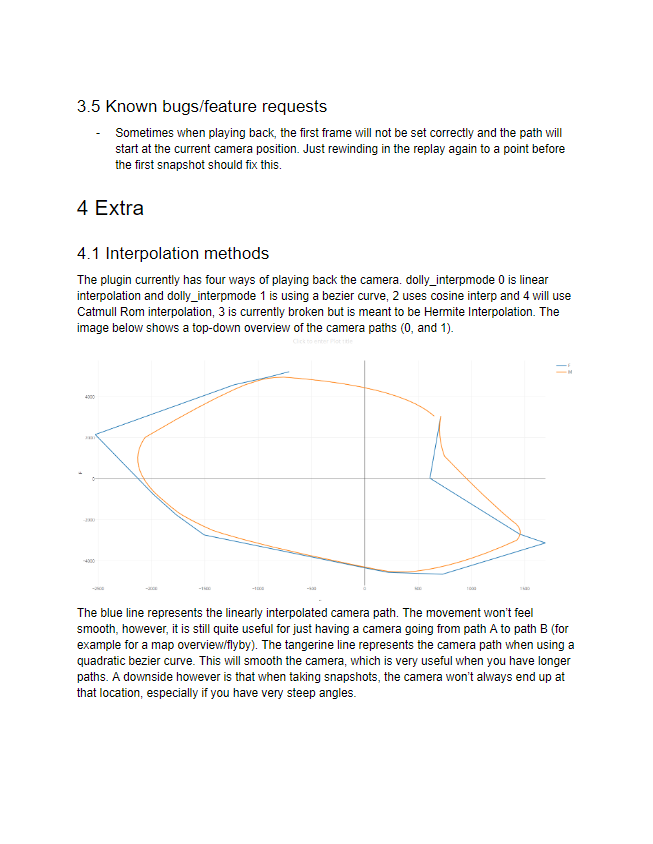 3.5 Known bugs/feature requests
- Sometimes when playing back, the first frame will not be set correctly and the path will
start at the current camera position. Just rewinding in the replay again to a point before
the first snapshot should fix this.
4 Extra
4.1 Interpolation methods
The plugin currently has four ways of playing back the camera. dolly_interpmode 0 is linear
interpolation and dolly_interpmode 1 is using a bezier curve, 2 uses cosine interp and 4 will use
Catmull Rom interpolation, 3 is currently broken but is meant to be Hermite Interpolation. The
image below shows a top-down overview of the camera paths (0, and 1).
Click to enter Plot title
4000
2000
0
-2000
-4000
-2500 -2000 -1500 -1000 -500 0 500 1000 1500
The blue line represents the linearly interpolated camera path. The movement won't feel
smooth, however, it is still quite useful for just having a camera going from path A to path B (for
example for a map overview/flyby). The tangerine line represents the camera path when using a
quadratic bezier curve. This will smooth the camera, which is very useful when you have longer
paths. A downside however is that when taking snapshots, the camera won't always end up at
that location, especially if you have very steep angles.